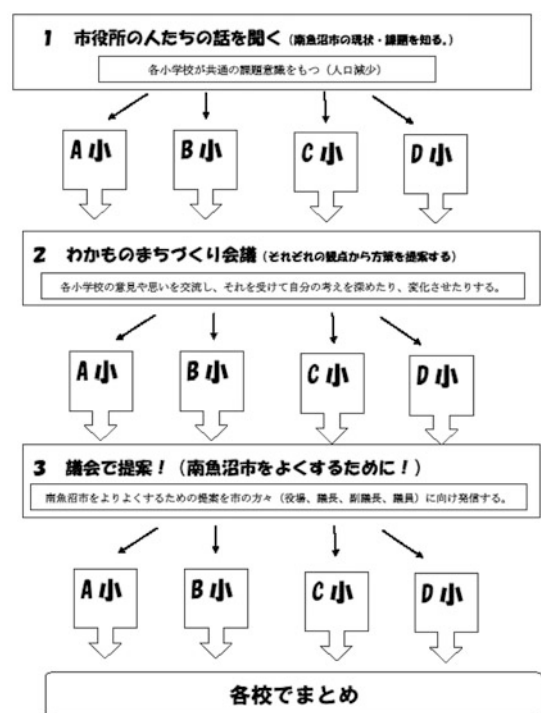 1 市役所の人たちの話を聞く(南魚沼市の現状・課題を知る。)
各小学校が共通の課題意識をもつ(人口減少)
A小 B小 C小 D小
2 わかものまちづくり会議(それぞれの観点から方策を提案する)
各小学校の意見や思いを交流し、それを受けて自分の考えを深めたり、変化させたりする。
A小 B小 C小 D小
3 議会で提案!(南魚沼市をよくするために!)
南魚沼市をよりよくするための提案を市の方々(役場、議長、副議長、議員)に向け発信する。
A小 B小 C小 D小
各校でまとめ